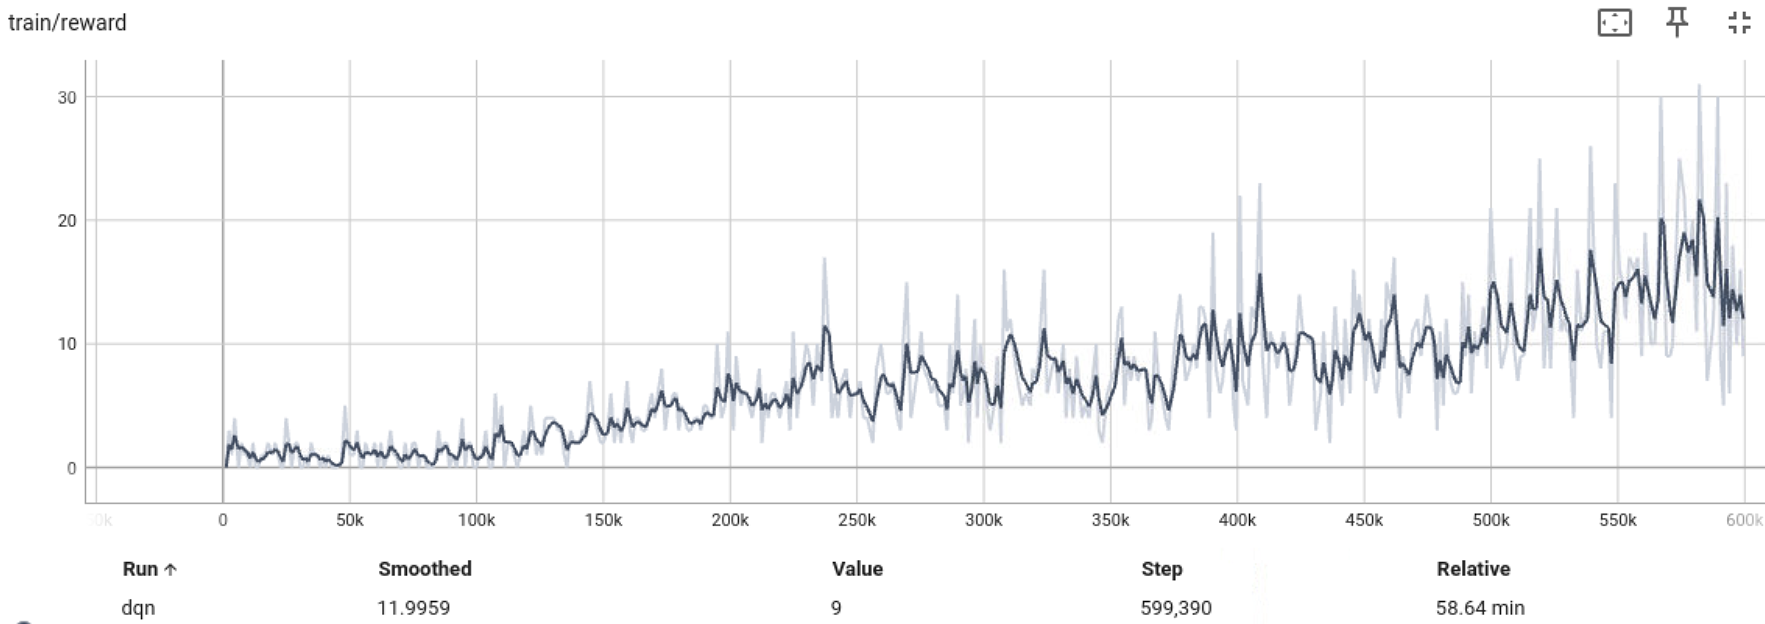 train/reward
30
20
10
0
0k 0 50k 100k 150k 200k 250k 300k 350k 400k 450k 500k 550k 600k
Run ↑ Smoothed Value Step Relative
dqn 11.9959 9 599,390 58.64 min